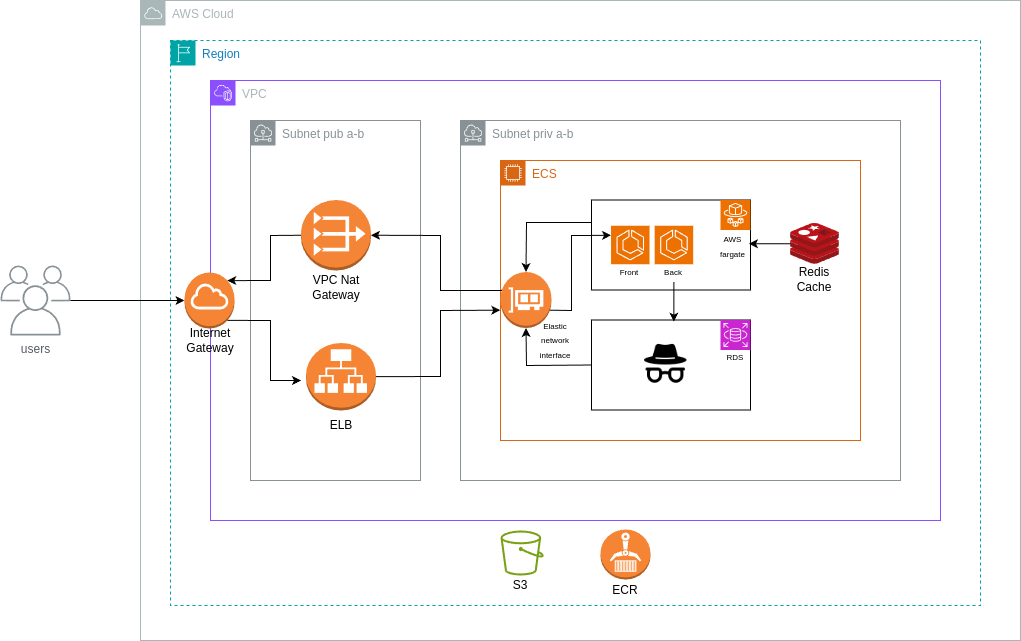 AWS Cloud
Region
VPC
Subnet pub a-b
Subnet priv a-b
ECS
AWS
fargate
Front
Back
Redis
Cache
VPC Nat
Gateway
Internet
Gateway
users
Elastic
network
interface
RDS
ELB
S3
ECR